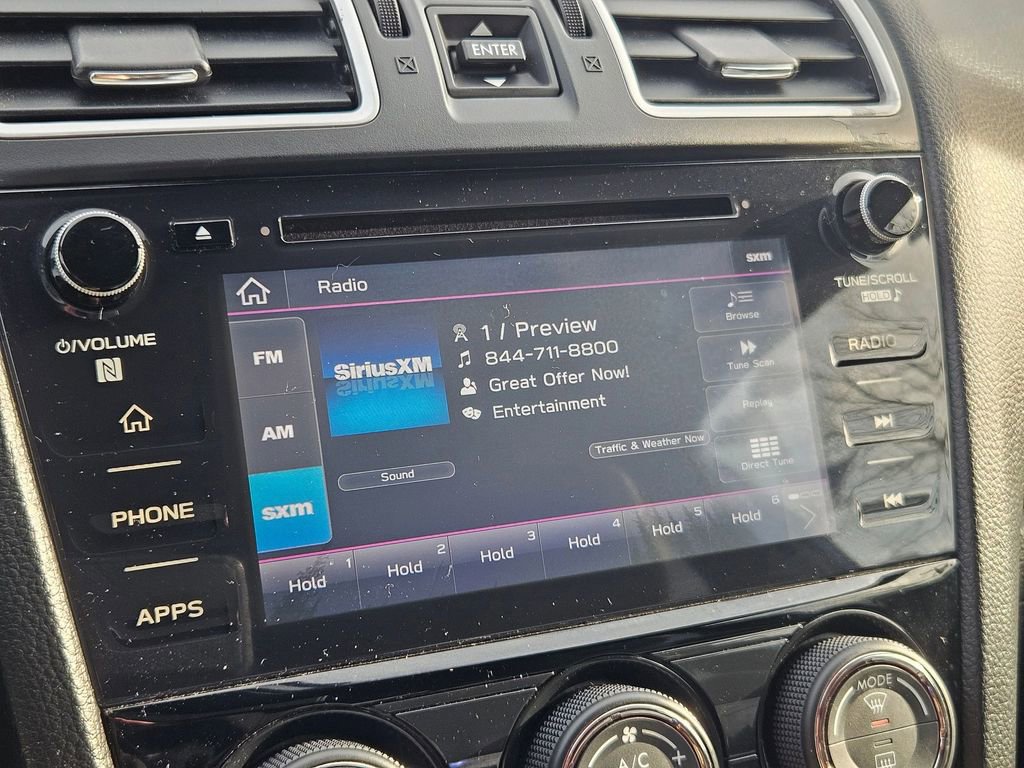 ENTER
Radio
sxm
⏻/VOLUME
TUNE/SCROLL
HOLD♪
FM
AM
sxm
SiriusXM
1 / Preview
844-711-8800
Great Offer Now!
Entertainment
Browse
Tune Scan
Replay
Direct Tune
Traffic & Weather Now
Sound
RADIO
PHONE
APPS
Hold 1
Hold 2
Hold 3
Hold 4
Hold 5
Hold 6
A/C
+
MODE